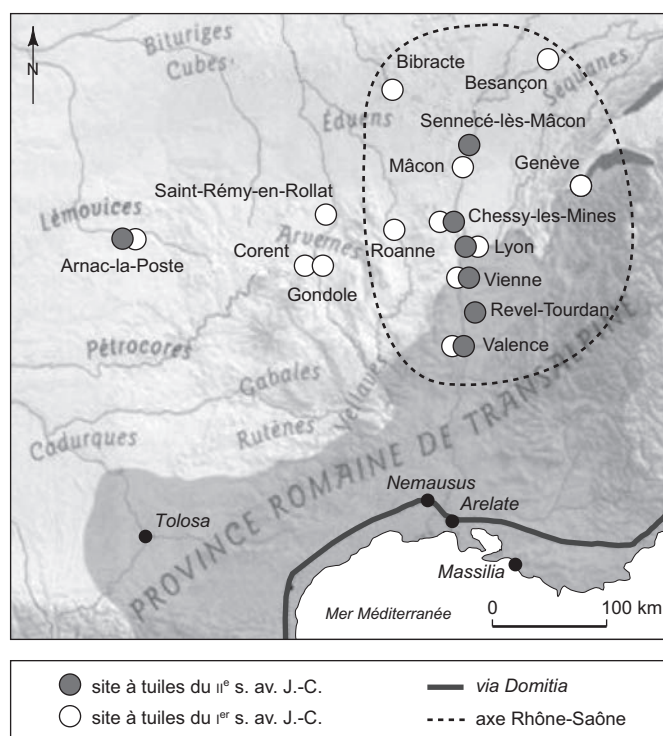 N
Bituriges
Cubes
Bibracte
Besançon
Séquanes
Éduens
Sennecé-lès-Mâcon
Mâcon
Genève
Saint-Rémy-en-Rollat
Lémovices
Chessy-les-Mines
Arvernes
Roanne
Lyon
Arnac-la-Poste
Corent
Gondole
Vienne
Revel-Tourdan
Pétrocores
Valence
Gabales
Vellaves
Cadurques
Rutènes
PROVINCE ROMAINE DE TRANSALPINE
Nemausus
Arelate
Tolosa
Massilia
Mer Méditerranée
0 100 km
site à tuiles du IIe s. av. J.-C.
via Domitia
site à tuiles du Ier s. av. J.-C.
axe Rhône-Saône